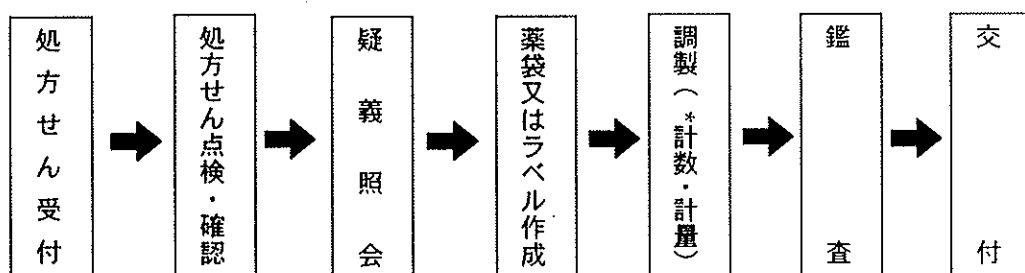 処方せん受付
処方せん点検・確認
疑義照会
薬袋又はラベル作成
調製(*計数・計量)
鑑査
交付